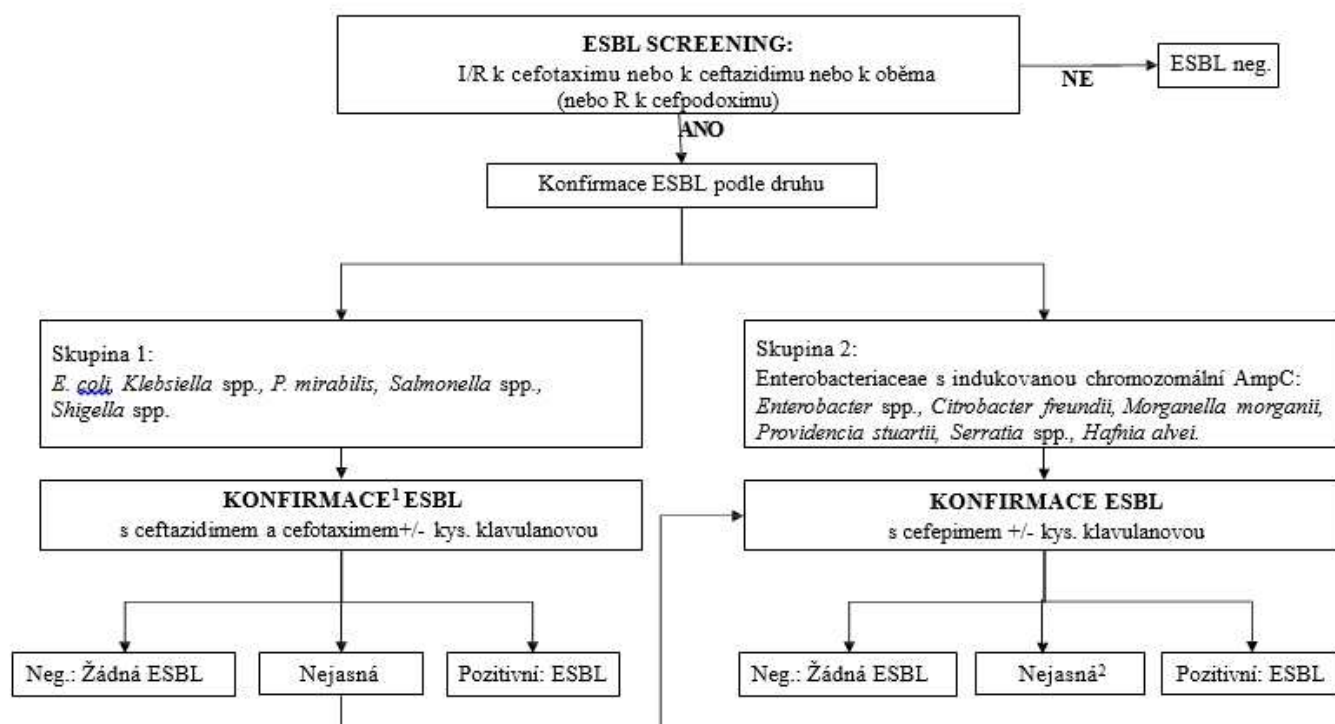 ESBL SCREENING:
I/R k cefotaximu nebo k ceftazidimu nebo k oběma
(nebo R k cefpodoximu)
NE
ESBL neg.
ANO
Konfirmace ESBL podle druhu
Skupina 1:
E. coli, Klebsiella spp., P. mirabilis, Salmonella spp.,
Shigella spp.
Skupina 2:
Enterobacteriaceae s indukovanou chromozomální AmpC:
Enterobacter spp., Citrobacter freundii, Morganella morganii,
Providencia stuartii, Serratia spp., Hafnia alvei.
KONFIRMACE¹ ESBL
s ceftazidimem a cefotaximem+/- kys. klavulanovou
KONFIRMACE ESBL
s cefepimem +/- kys. klavulanovou
Neg.: Žádná ESBL
Nejasná
Pozitivní: ESBL
Neg.: Žádná ESBL
Nejasná²
Pozitivní: ESBL